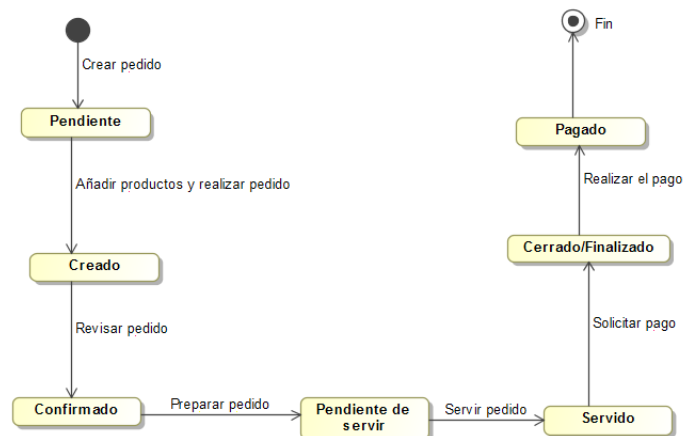 Crear pedido
Pendiente
Añadir productos y realizar pedido
Creado
Revisar pedido
Confirmado
Preparar pedido
Pendiente de
servir
Servir pedido
Servido
Solicitar pago
Cerrado/Finalizado
Realizar el pago
Pagado
Fin